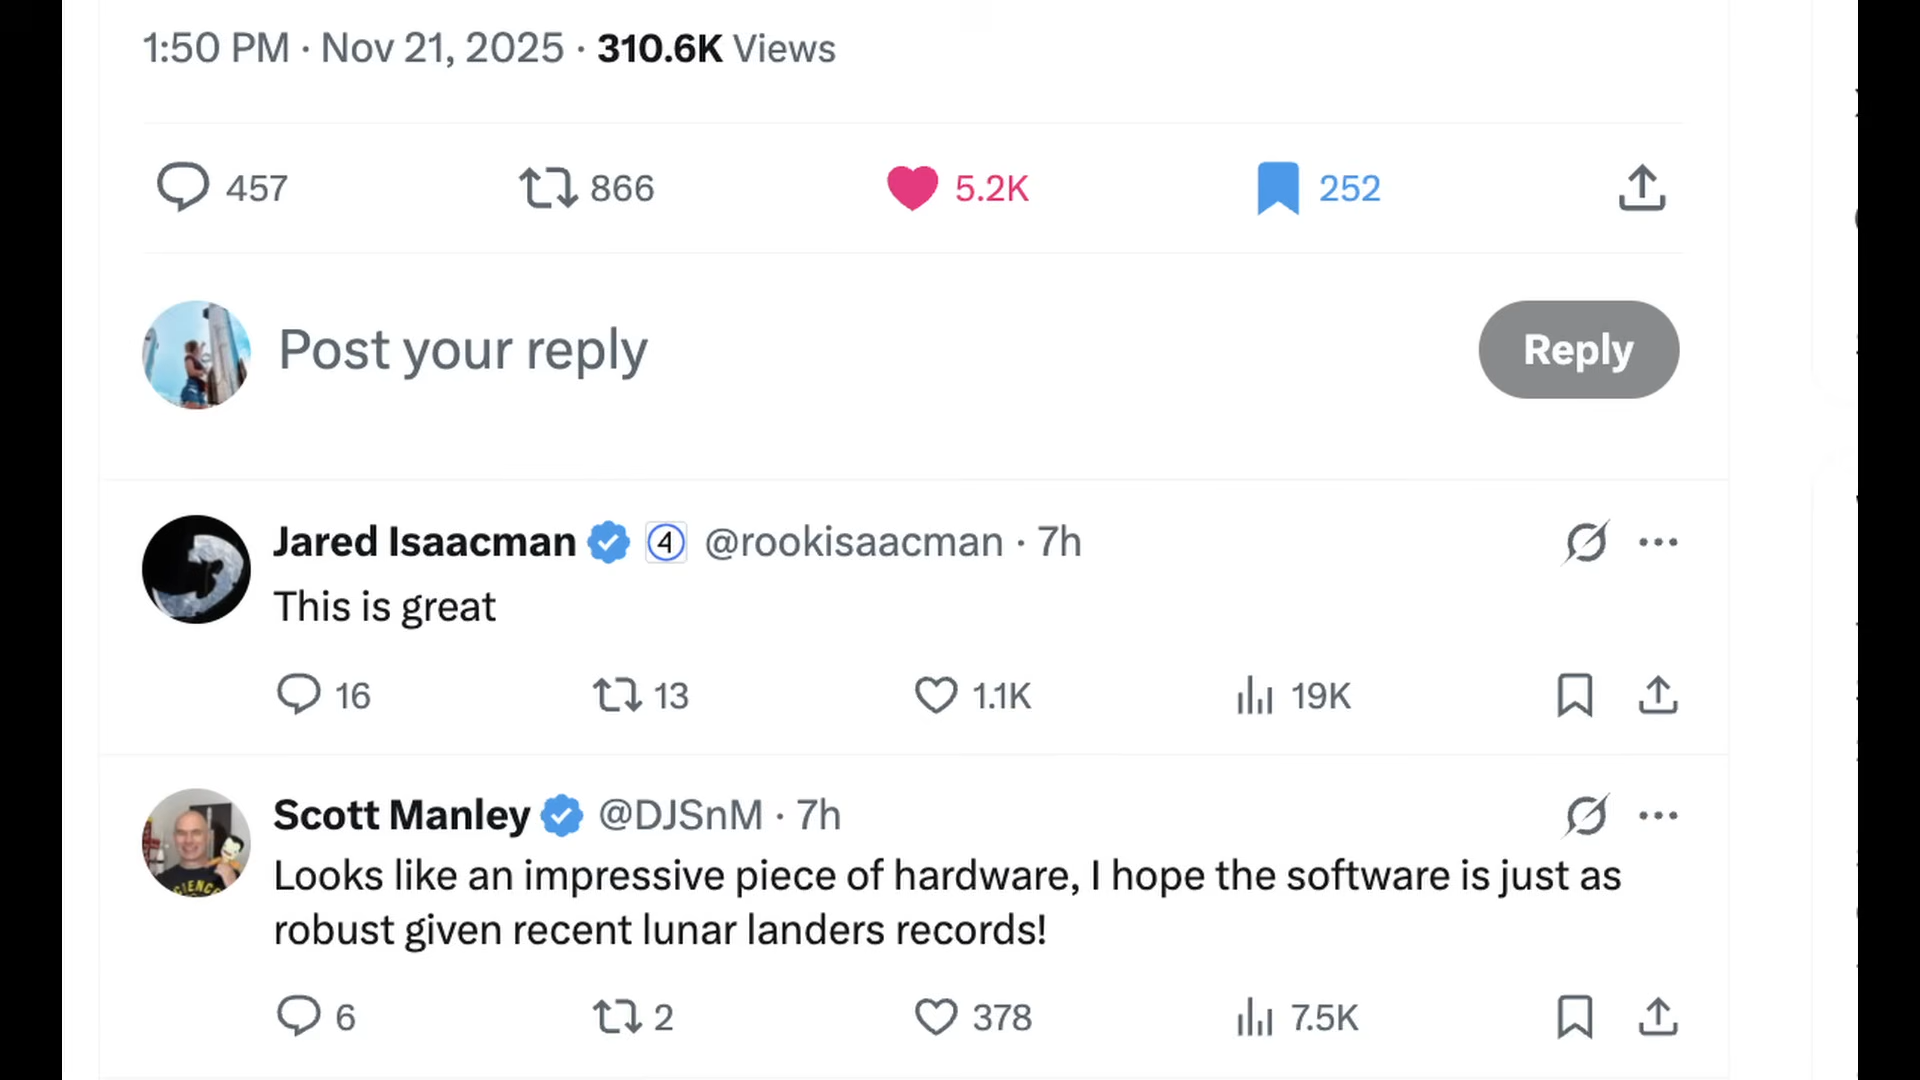 1:50 PM · Nov 21, 2025 · 310.6K Views
457 866 5.2K 252
Post your reply
Reply
Jared Isaacman 4 @rookisaacman · 7h
This is great
16 13 1.1K 19K
Scott Manley @DJSnM · 7h
Looks like an impressive piece of hardware, I hope the software is just as
robust given recent lunar landers records!
6 2 378 7.5K